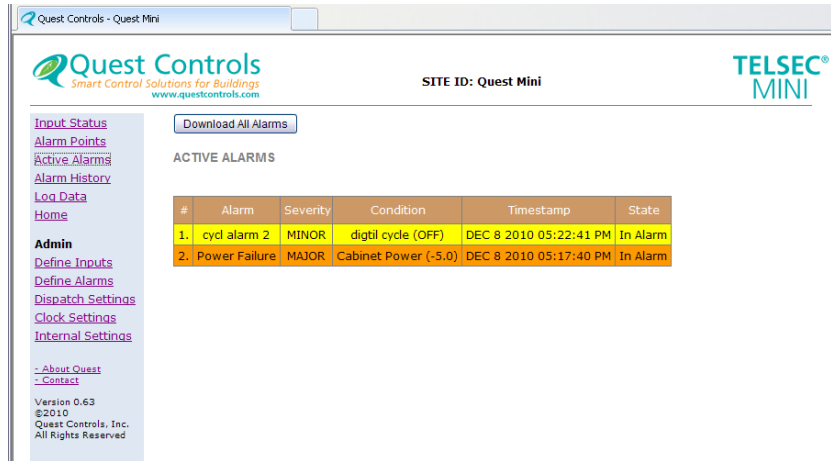 Quest Controls - Quest Mini
Quest Controls
Smart Control Solutions for Buildings
www.questcontrols.com
SITE ID: Quest Mini
TELSEC®
MINI
Input Status
Alarm Points
Active Alarms
Alarm History
Log Data
Home
Admin
Define Inputs
Define Alarms
Dispatch Settings
Clock Settings
Internal Settings
- About Quest
- Contact
Version 0.63
©2010
Quest Controls, Inc.
All Rights Reserved
Download All Alarms
ACTIVE ALARMS
# Alarm Severity Condition Timestamp State
1. cycl alarm 2 MINOR digtil cycle (OFF) DEC 8 2010 05:22:41 PM In Alarm
2. Power Failure MAJOR Cabinet Power (-5.0) DEC 8 2010 05:17:40 PM In Alarm